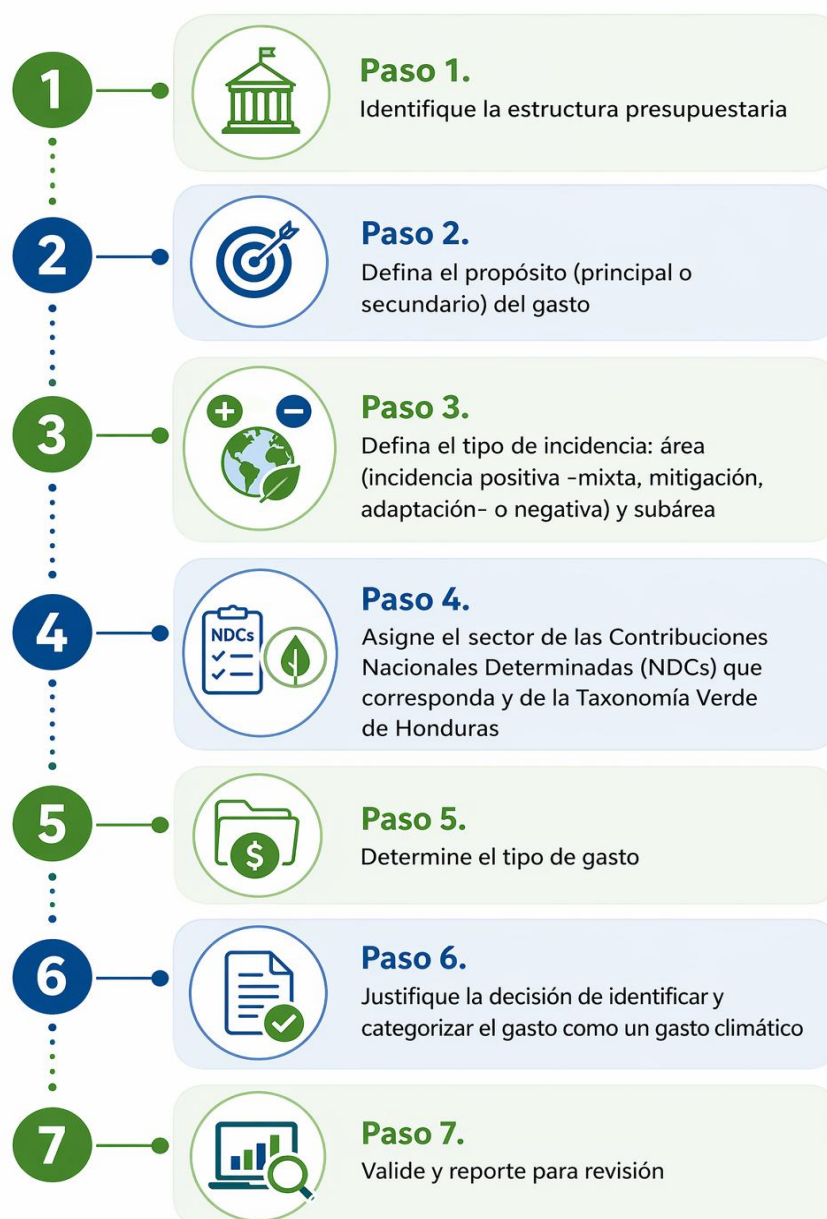 1
Paso 1.
Identifique la estructura presupuestaria
2
Paso 2.
Defina el propósito (principal o
secundario) del gasto
3
+ −
Paso 3.
Defina el tipo de incidencia: área
(incidencia positiva –mixta, mitigación,
adaptación– o negativa) y subárea
4
NDCs
Paso 4.
Asigne el sector de las Contribuciones
Nacionales Determinadas (NDCs) que
corresponda y de la Taxonomía Verde
de Honduras
5
$
Paso 5.
Determine el tipo de gasto
6
Paso 6.
Justifique la decisión de identificar y
categorizar el gasto como un gasto climático
7
Paso 7.
Valide y reporte para revisión